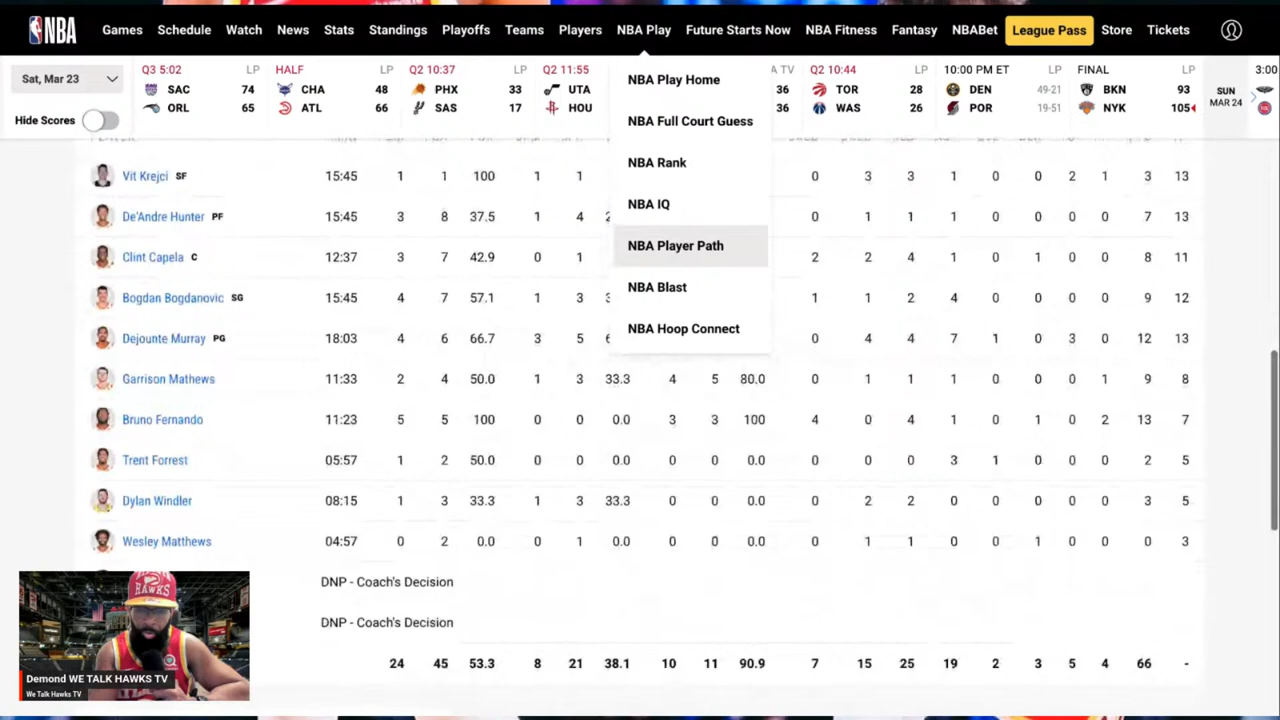 NBA Games Schedule Watch News Stats Standings Playoffs Teams Players NBA Play Future Starts Now NBA Fitness Fantasy NBABet League Pass Store Tickets
Sat, Mar 23
Hide Scores
Q3 5:02 LP
SAC 74
ORL 65
HALF LP
CHA 48
ATL 66
Q2 10:37 LP
PHX 33
SAS 17
Q2 11:55
UTA
HOU
TV
36
36
Q2 10:44 LP
TOR 28
WAS 26
10:00 PM ET LP
DEN 49-21
POR 19-51
FINAL LP
BKN 93
NYK 105
SUN
MAR 24
3:00
NBA Play Home
NBA Full Court Guess
NBA Rank
NBA IQ
NBA Player Path
NBA Blast
NBA Hoop Connect
Vit Krejci SF 15:45 1 1 100 1 1 0 3 3 1 0 0 2 1 3 13
De'Andre Hunter PF 15:45 3 8 37.5 1 4 0 1 1 1 0 0 0 0 7 13
Clint Capela C 12:37 3 7 42.9 0 1 2 2 4 1 0 1 0 0 8 11
Bogdan Bogdanovic SG 15:45 4 7 57.1 1 3 1 1 2 4 0 0 0 0 9 12
Dejounte Murray PG 18:03 4 6 66.7 3 5 0 4 4 7 1 0 3 0 12 13
Garrison Mathews 11:33 2 4 50.0 1 3 33.3 4 5 80.0 0 1 1 1 0 0 0 1 9 8
Bruno Fernando 11:23 5 5 100 0 0 0.0 3 3 100 4 0 4 1 0 1 0 2 13 7
Trent Forrest 05:57 1 2 50.0 0 0 0.0 0 0 0.0 0 0 0 3 1 0 0 0 2 5
Dylan Windler 08:15 1 3 33.3 1 3 33.3 0 0 0.0 0 2 2 0 0 0 0 0 3 5
Wesley Matthews 04:57 0 2 0.0 0 1 0.0 0 0 0.0 0 1 1 0 0 1 0 0 0 3
DNP - Coach's Decision
DNP - Coach's Decision
24 45 53.3 8 21 38.1 10 11 90.9 7 15 25 19 2 3 5 4 66 -
HAWKS
Demond WE TALK HAWKS TV
We Talk Hawks TV